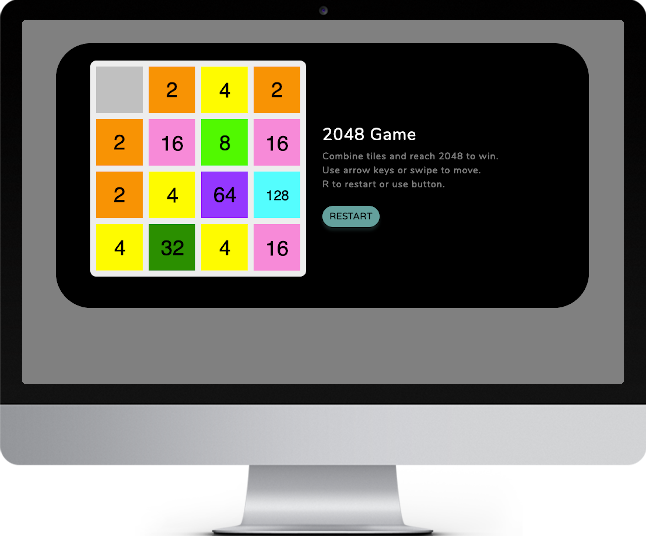 2 4 2
2 16 8 16
2 4 64 128
4 32 4 16
2048 Game
Combine tiles and reach 2048 to win.
Use arrow keys or swipe to move.
R to restart or use button.
RESTART